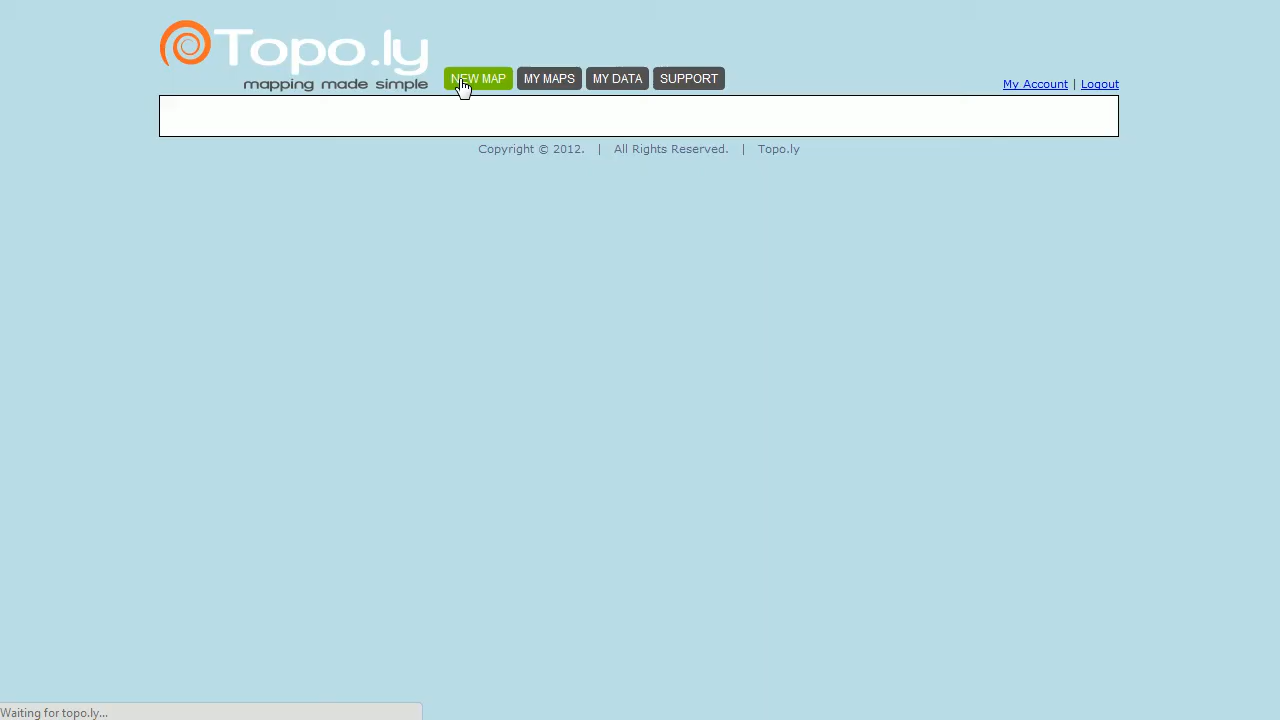 Topo.ly
mapping made simple
NEW MAP MY MAPS MY DATA SUPPORT
My Account | Logout
Copyright © 2012. | All Rights Reserved. | Topo.ly
Waiting for topo.ly...